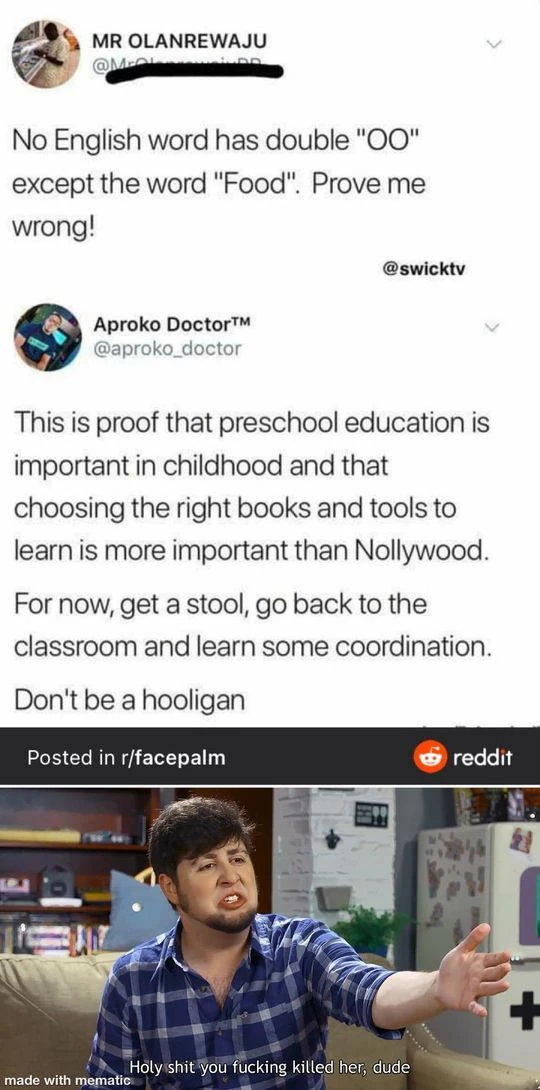 MR OLANREWAJU
No English word has double "OO"
except the word "Food". Prove me
wrong!
@swicktv
Aproko Doctor™
@aproko_doctor
This is proof that preschool education is
important in childhood and that
choosing the right books and tools to
learn is more important than Nollywood.
For now, get a stool, go back to the
classroom and learn some coordination.
Don't be a hooligan
Posted in r/facepalm
reddit
Holy shit you fucking killed her, dude
made with mematic